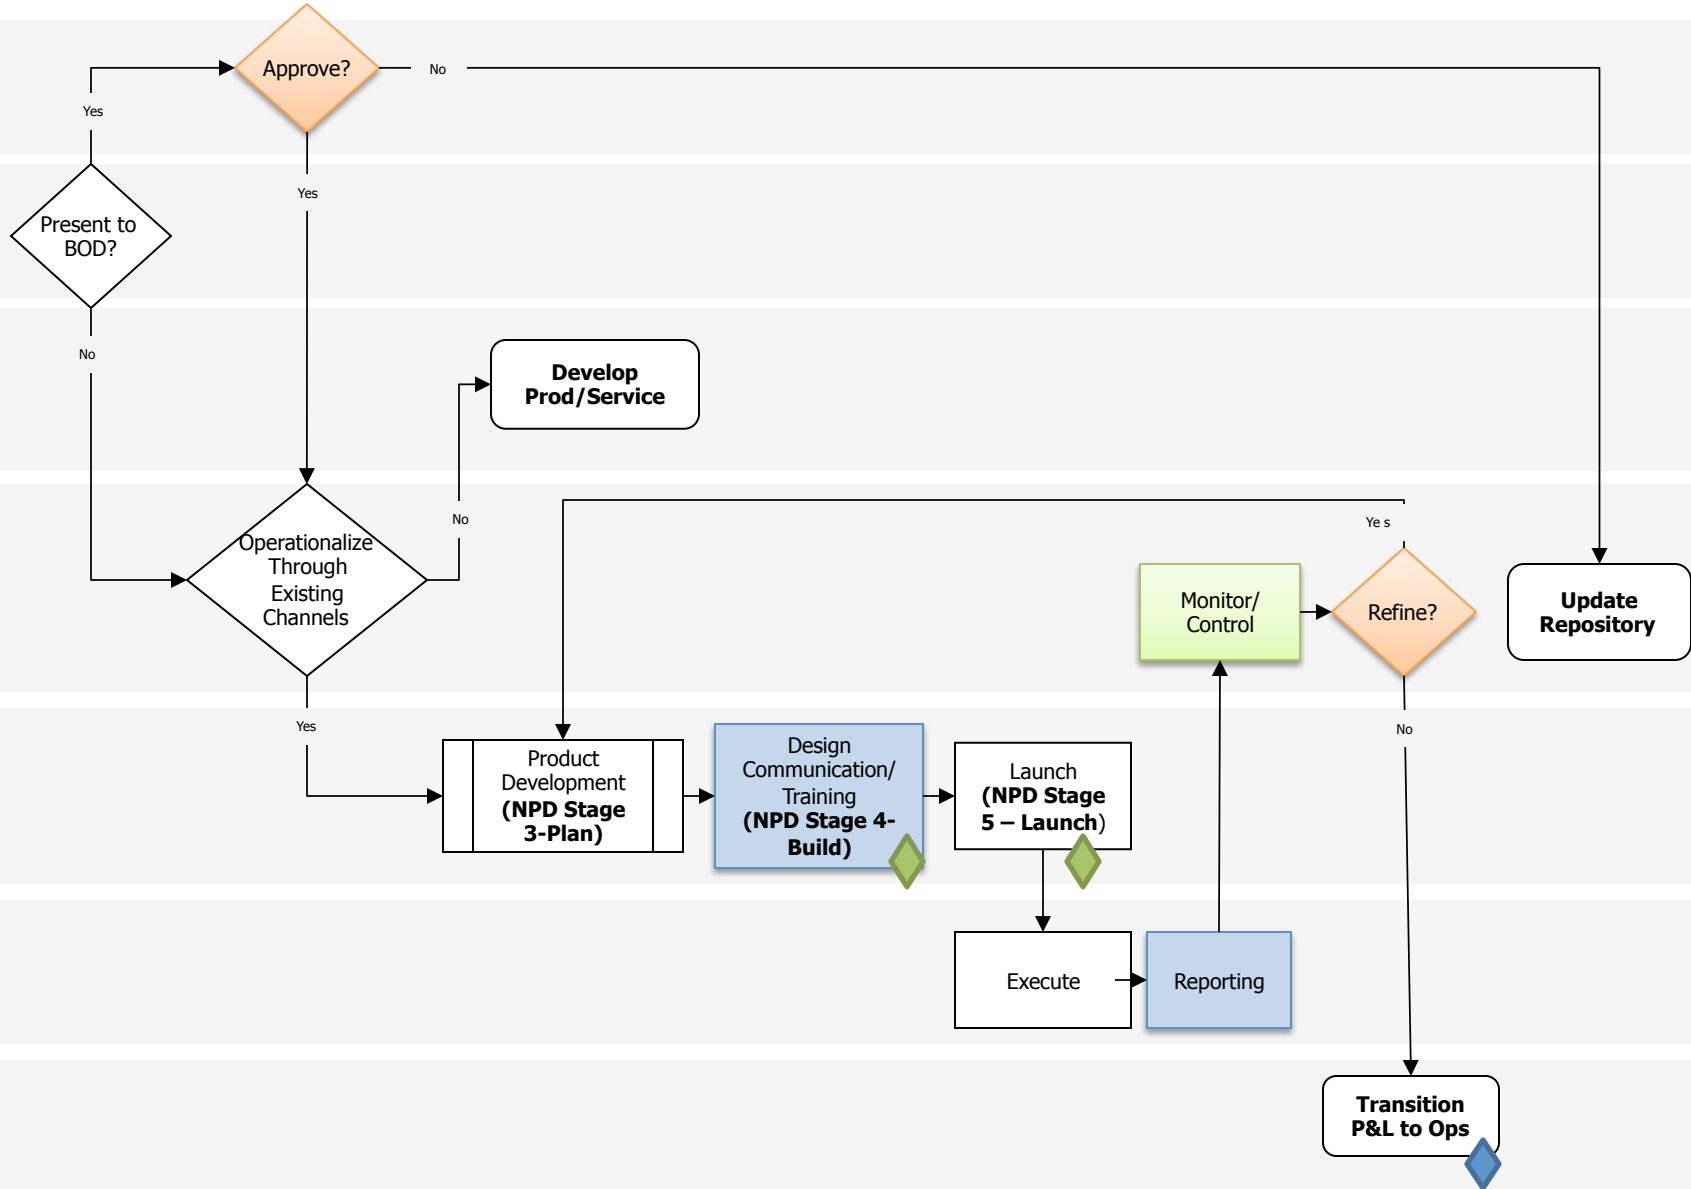 Approve?
No
Yes
Yes
Present to
BOD?
No
Develop
Prod/Service
Operationalize
Through
Existing
Channels
No
Ye s
Monitor/
Control
Refine?
Update
Repository
Yes
No
Product
Development
(NPD Stage
3-Plan)
Design
Communication/
Training
(NPD Stage 4-
Build)
Launch
(NPD Stage
5 – Launch)
Execute
Reporting
Transition
P&L to Ops